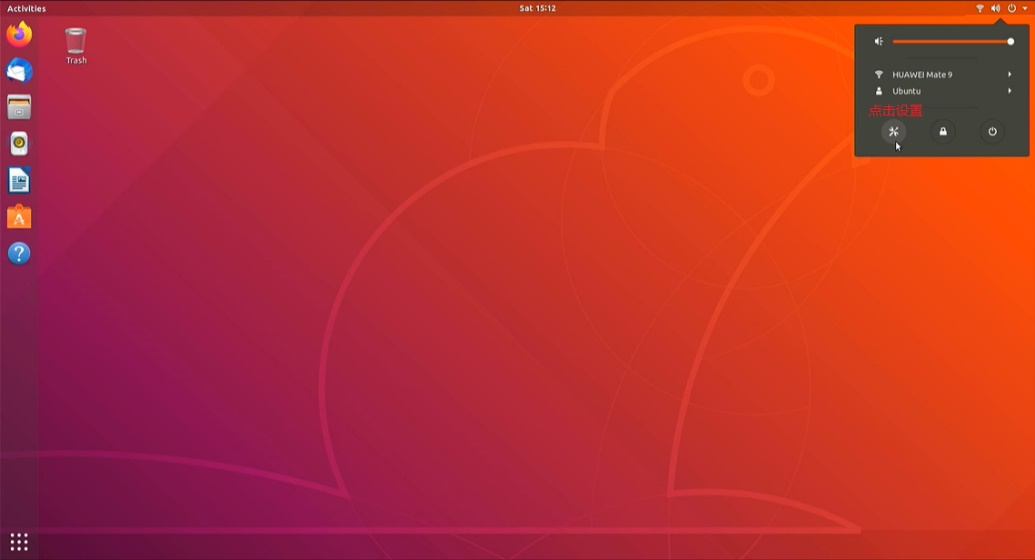 Activities
Sat 15:12
Trash
HUAWEI Mate 9
Ubuntu
点击设置